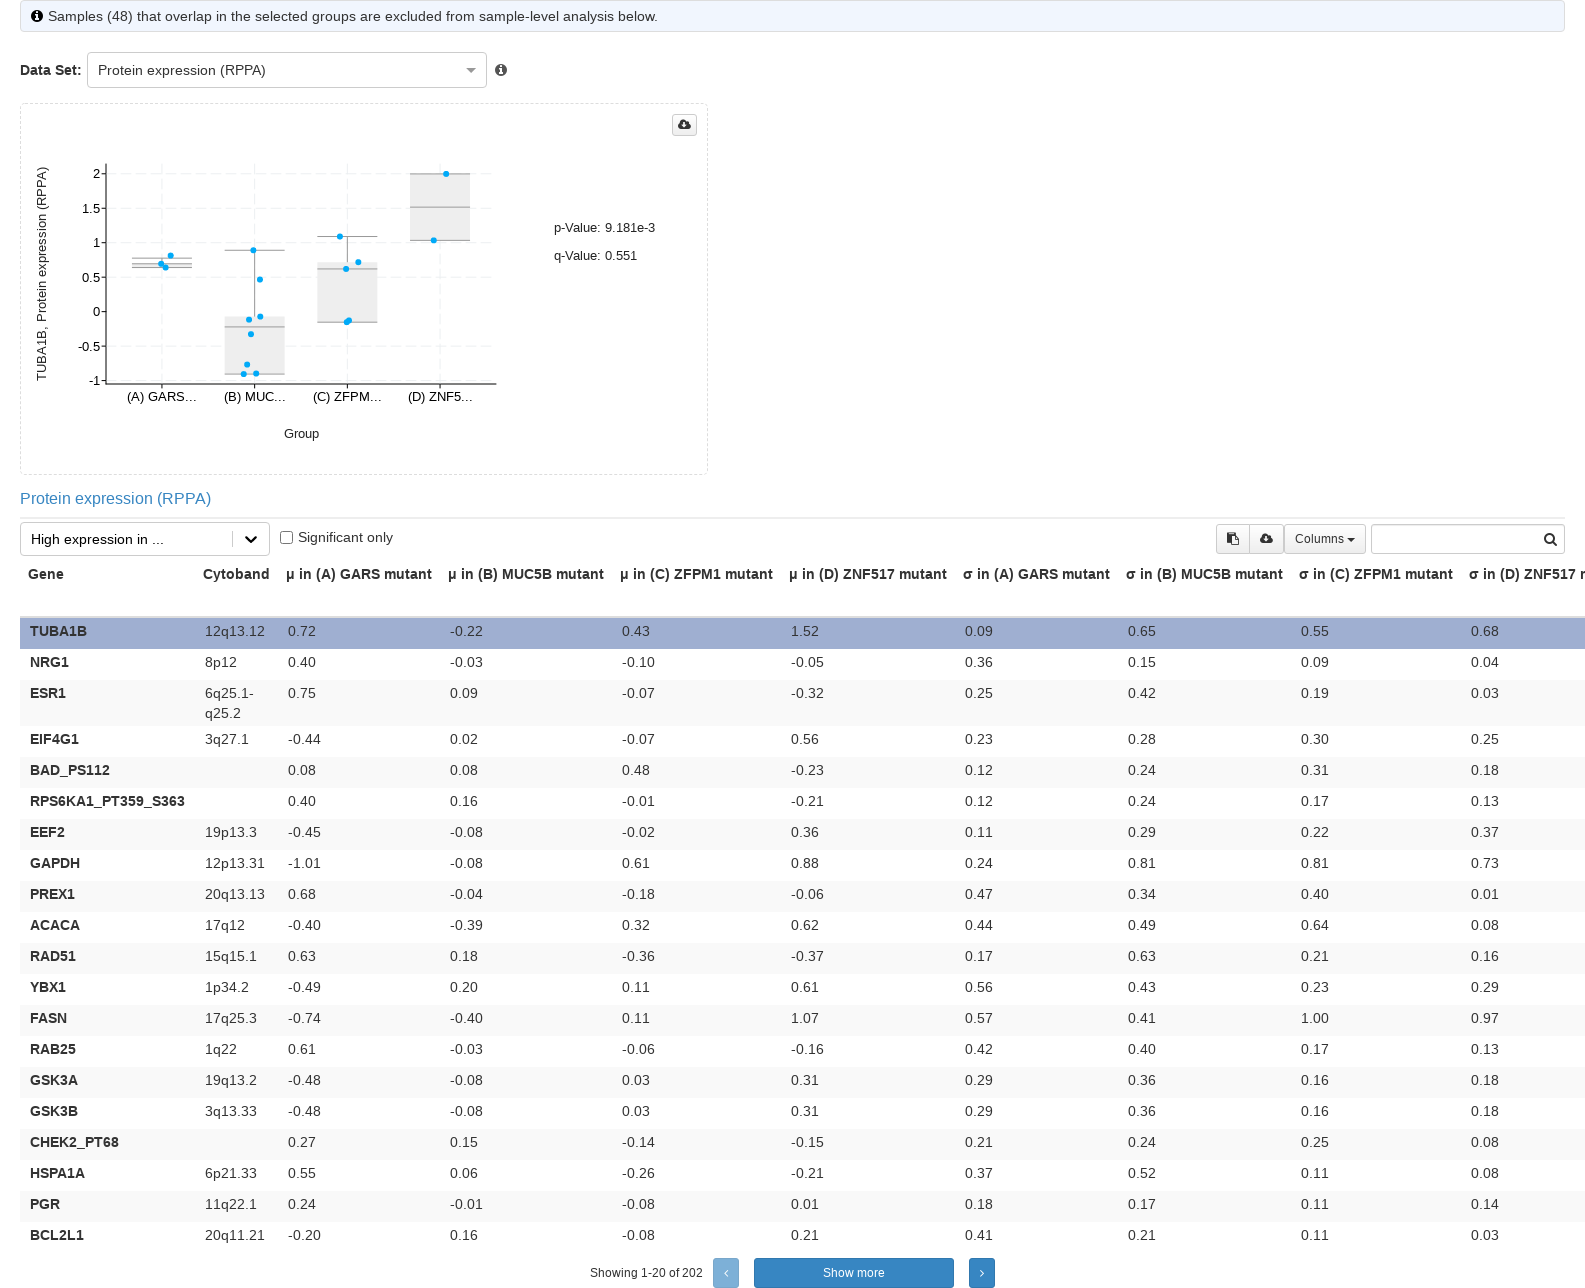 Samples (48) that overlap in the selected groups are excluded from sample-level analysis below.
Data Set: Protein expression (RPPA)
TUBA1B, Protein expression (RPPA)
2
1.5
1
0.5
0
-0.5
-1
(A) GARS... (B) MUC... (C) ZFPM... (D) ZNF5...
Group
p-Value: 9.181e-3
q-Value: 0.551
Protein expression (RPPA)
High expression in ... Significant only Columns
Gene Cytoband μ in (A) GARS mutant μ in (B) MUC5B mutant μ in (C) ZFPM1 mutant μ in (D) ZNF517 mutant σ in (A) GARS mutant σ in (B) MUC5B mutant σ in (C) ZFPM1 mutant σ in (D) ZNF517
TUBA1B 12q13.12 0.72 -0.22 0.43 1.52 0.09 0.65 0.55 0.68
NRG1 8p12 0.40 -0.03 -0.10 -0.05 0.36 0.15 0.09 0.04
ESR1 6q25.1- 0.75 0.09 -0.07 -0.32 0.25 0.42 0.19 0.03
q25.2
EIF4G1 3q27.1 -0.44 0.02 -0.07 0.56 0.23 0.28 0.30 0.25
BAD_PS112 0.08 0.08 0.48 -0.23 0.12 0.24 0.31 0.18
RPS6KA1_PT359_S363 0.40 0.16 -0.01 -0.21 0.12 0.24 0.17 0.13
EEF2 19p13.3 -0.45 -0.08 -0.02 0.36 0.11 0.29 0.22 0.37
GAPDH 12p13.31 -1.01 -0.08 0.61 0.88 0.24 0.81 0.81 0.73
PREX1 20q13.13 0.68 -0.04 -0.18 -0.06 0.47 0.34 0.40 0.01
ACACA 17q12 -0.40 -0.39 0.32 0.62 0.44 0.49 0.64 0.08
RAD51 15q15.1 0.63 0.18 -0.36 -0.37 0.17 0.63 0.21 0.16
YBX1 1p34.2 -0.49 0.20 0.11 0.61 0.56 0.43 0.23 0.29
FASN 17q25.3 -0.74 -0.40 0.11 1.07 0.57 0.41 1.00 0.97
RAB25 1q22 0.61 -0.03 -0.06 -0.16 0.42 0.40 0.17 0.13
GSK3A 19q13.2 -0.48 -0.08 0.03 0.31 0.29 0.36 0.16 0.18
GSK3B 3q13.33 -0.48 -0.08 0.03 0.31 0.29 0.36 0.16 0.18
CHEK2_PT68 0.27 0.15 -0.14 -0.15 0.21 0.24 0.25 0.08
HSPA1A 6p21.33 0.55 0.06 -0.26 -0.21 0.37 0.52 0.11 0.08
PGR 11q22.1 0.24 -0.01 -0.08 0.01 0.18 0.17 0.11 0.14
BCL2L1 20q11.21 -0.20 0.16 -0.08 0.21 0.41 0.21 0.11 0.03
Showing 1-20 of 202 Show more